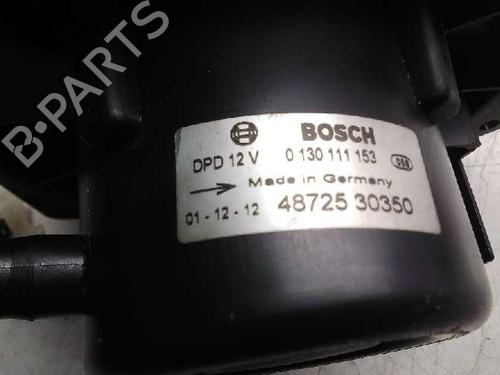 B-PARTS
BOSCH
DPD 12 V 0 130 111 153
Made in Germany
01-12-12 48725 30350